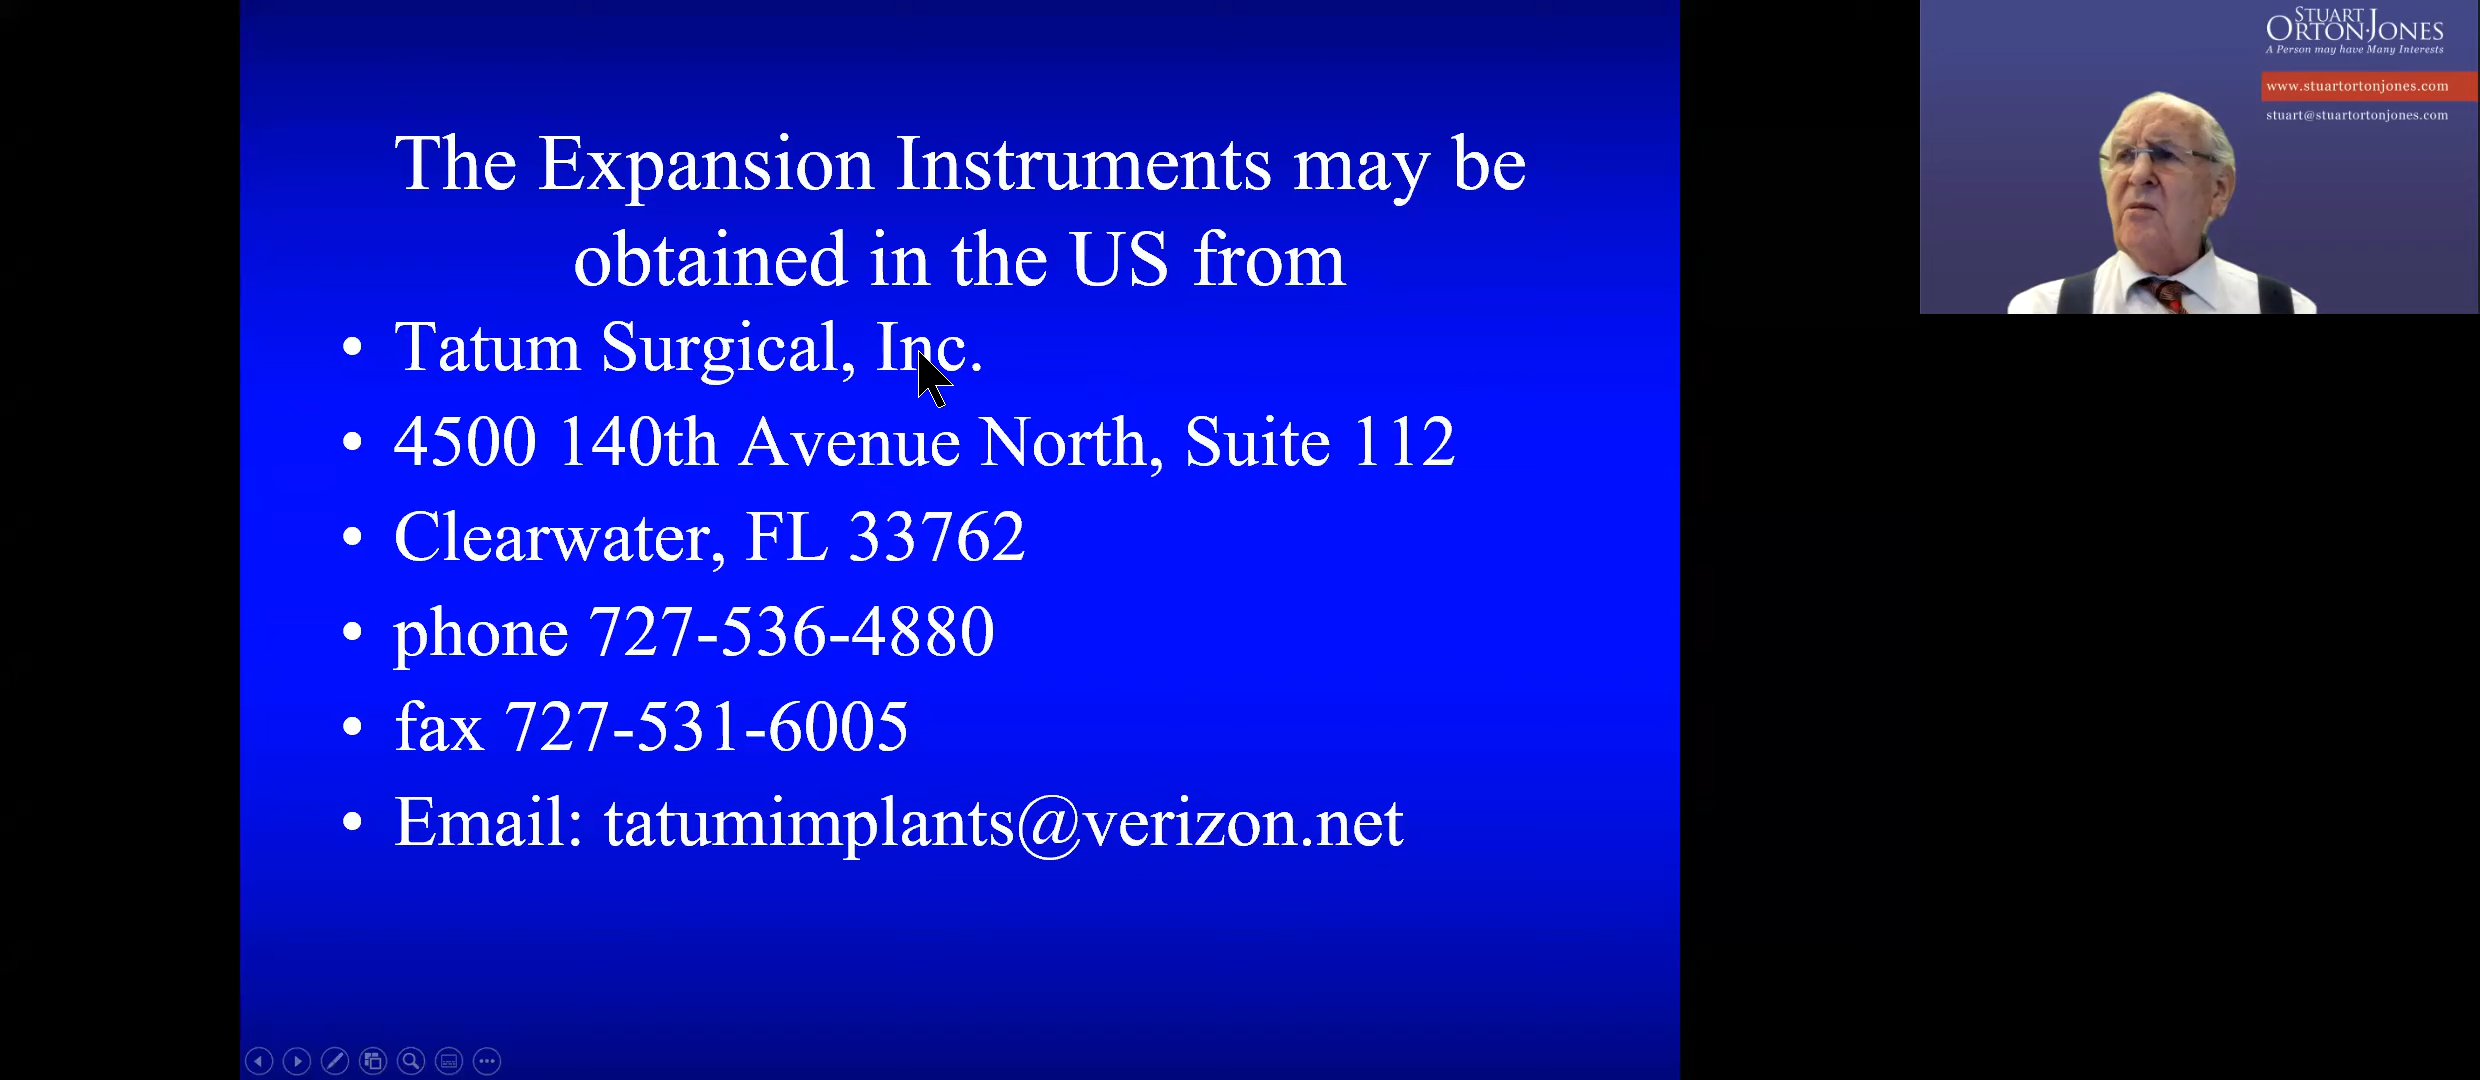 The Expansion Instruments may be
obtained in the US from
• Tatum Surgical, Inc.
• 4500 140th Avenue North, Suite 112
• Clearwater, FL 33762
• phone 727-536-4880
• fax 727-531-6005
• Email: tatumimplants@verizon.net
STUART
ORTON-JONES
A Person may have Many Interests
www.stuartortonjones.com
stuart@stuartortonjones.com